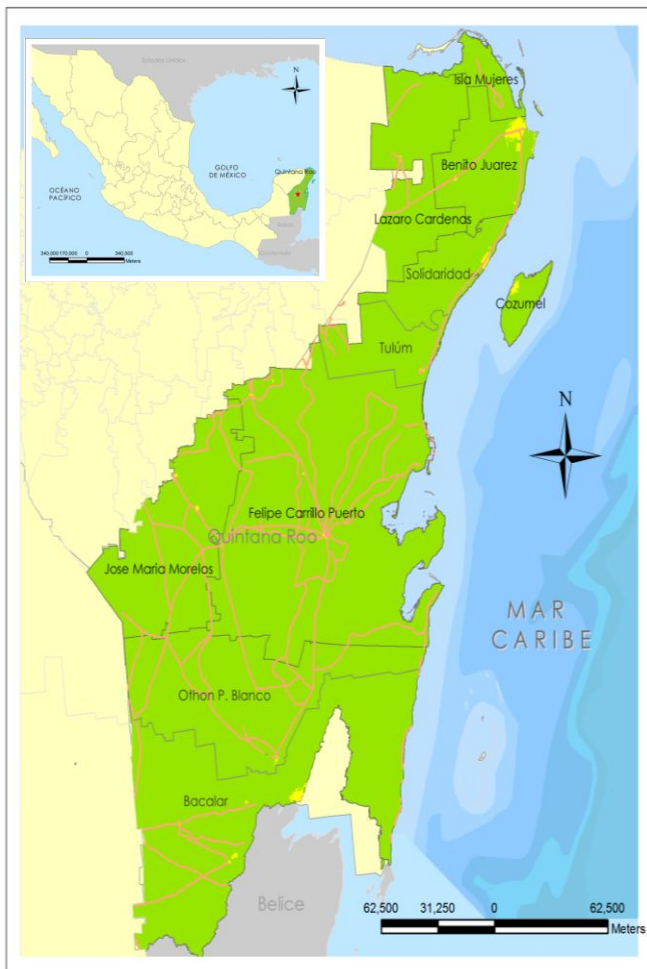 Estados Unidos
N
GOLFO
DE MÉXICO
Quintana Roo
OCÉANO
PACÍFICO
Belice
Guatemala
340,000 170,000 0 340,000
Meters
Isla Mujeres
Benito Juarez
Lazaro Cardenas
Solidaridad
Cozumel
Tulúm
N
Felipe Carrillo Puerto
Quintana Roo
Jose Maria Morelos
MAR
CARIBE
Othon P. Blanco
Bacalar
Belice
62,500 31,250 0 62,500
Meters